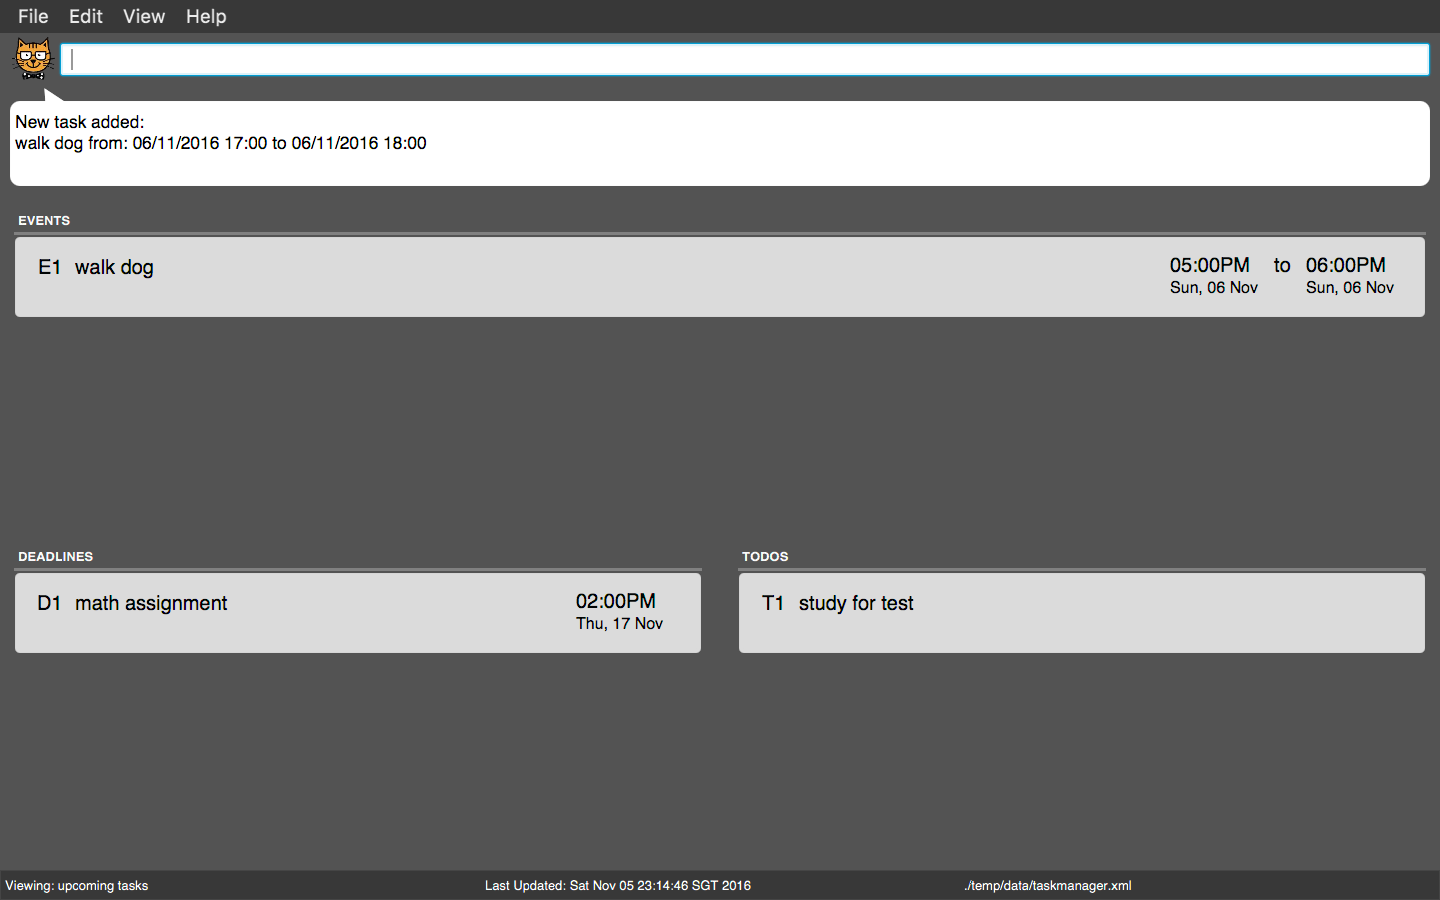 File Edit View Help
New task added:
walk dog from: 06/11/2016 17:00 to 06/11/2016 18:00
EVENTS
E1 walk dog 05:00PM to 06:00PM
Sun, 06 Nov Sun, 06 Nov
DEADLINES
D1 math assignment 02:00PM
Thu, 17 Nov
TODOS
T1 study for test
Viewing: upcoming tasks Last Updated: Sat Nov 05 23:14:46 SGT 2016 ./temp/data/taskmanager.xml